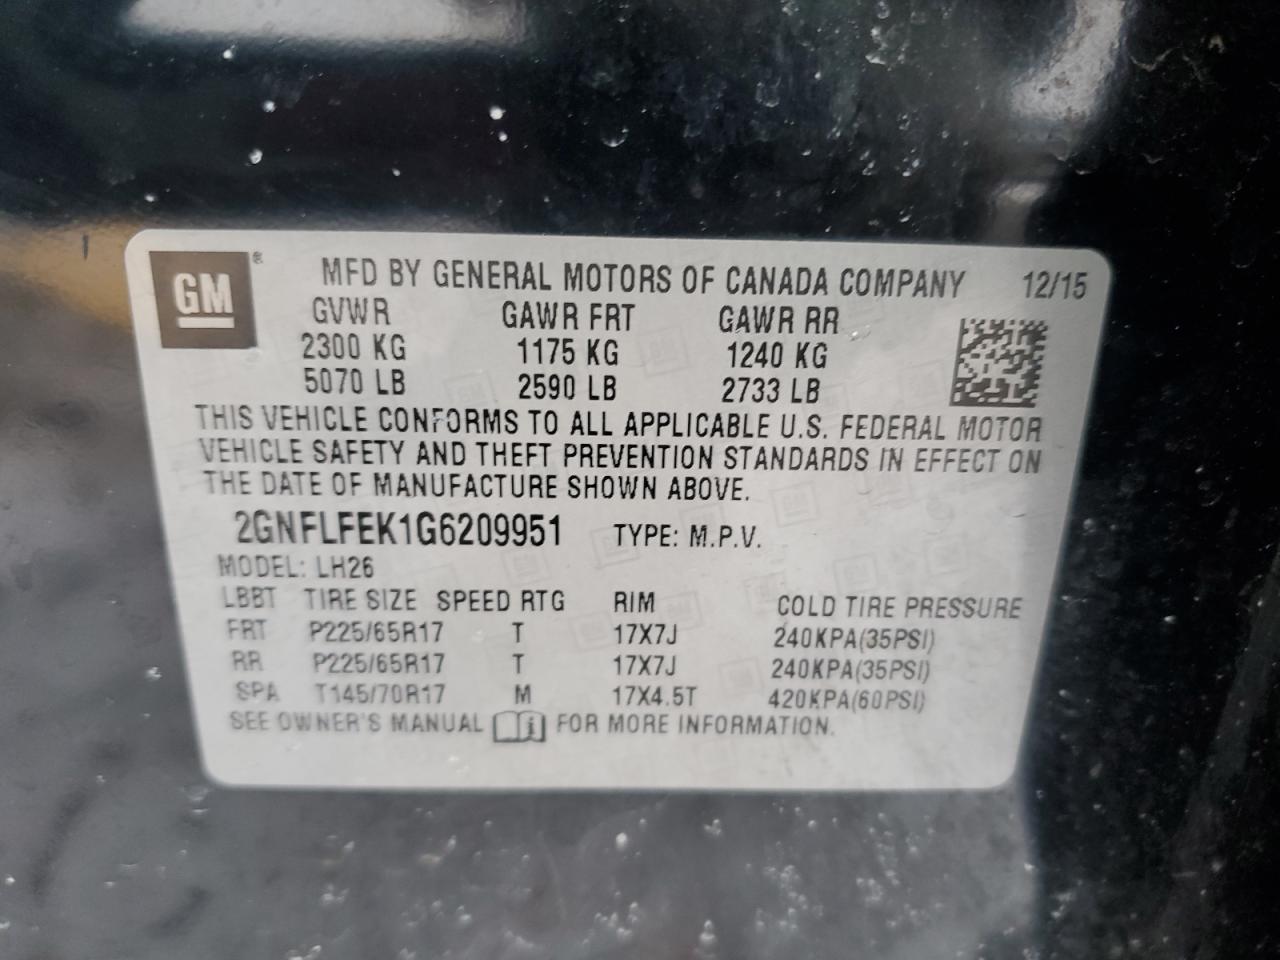 GM ® MFD BY GENERAL MOTORS OF CANADA COMPANY 12/15
GVWR GAWR FRT GAWR RR
2300 KG 1175 KG 1240 KG
5070 LB 2590 LB 2733 LB
THIS VEHICLE CONFORMS TO ALL APPLICABLE U.S. FEDERAL MOTOR
VEHICLE SAFETY AND THEFT PREVENTION STANDARDS IN EFFECT ON
THE DATE OF MANUFACTURE SHOWN ABOVE.
2GNFLFEK1G6209951 TYPE: M.P.V.
MODEL: LH26
LBBT TIRE SIZE SPEED RTG RIM COLD TIRE PRESSURE
FRT P225/65R17 T 17X7J 240KPA(35PSI)
RR P225/65R17 T 17X7J 240KPA(35PSI)
SPA T145/70R17 M 17X4.5T 420KPA(60PSI)
SEE OWNER'S MANUAL i FOR MORE INFORMATION.